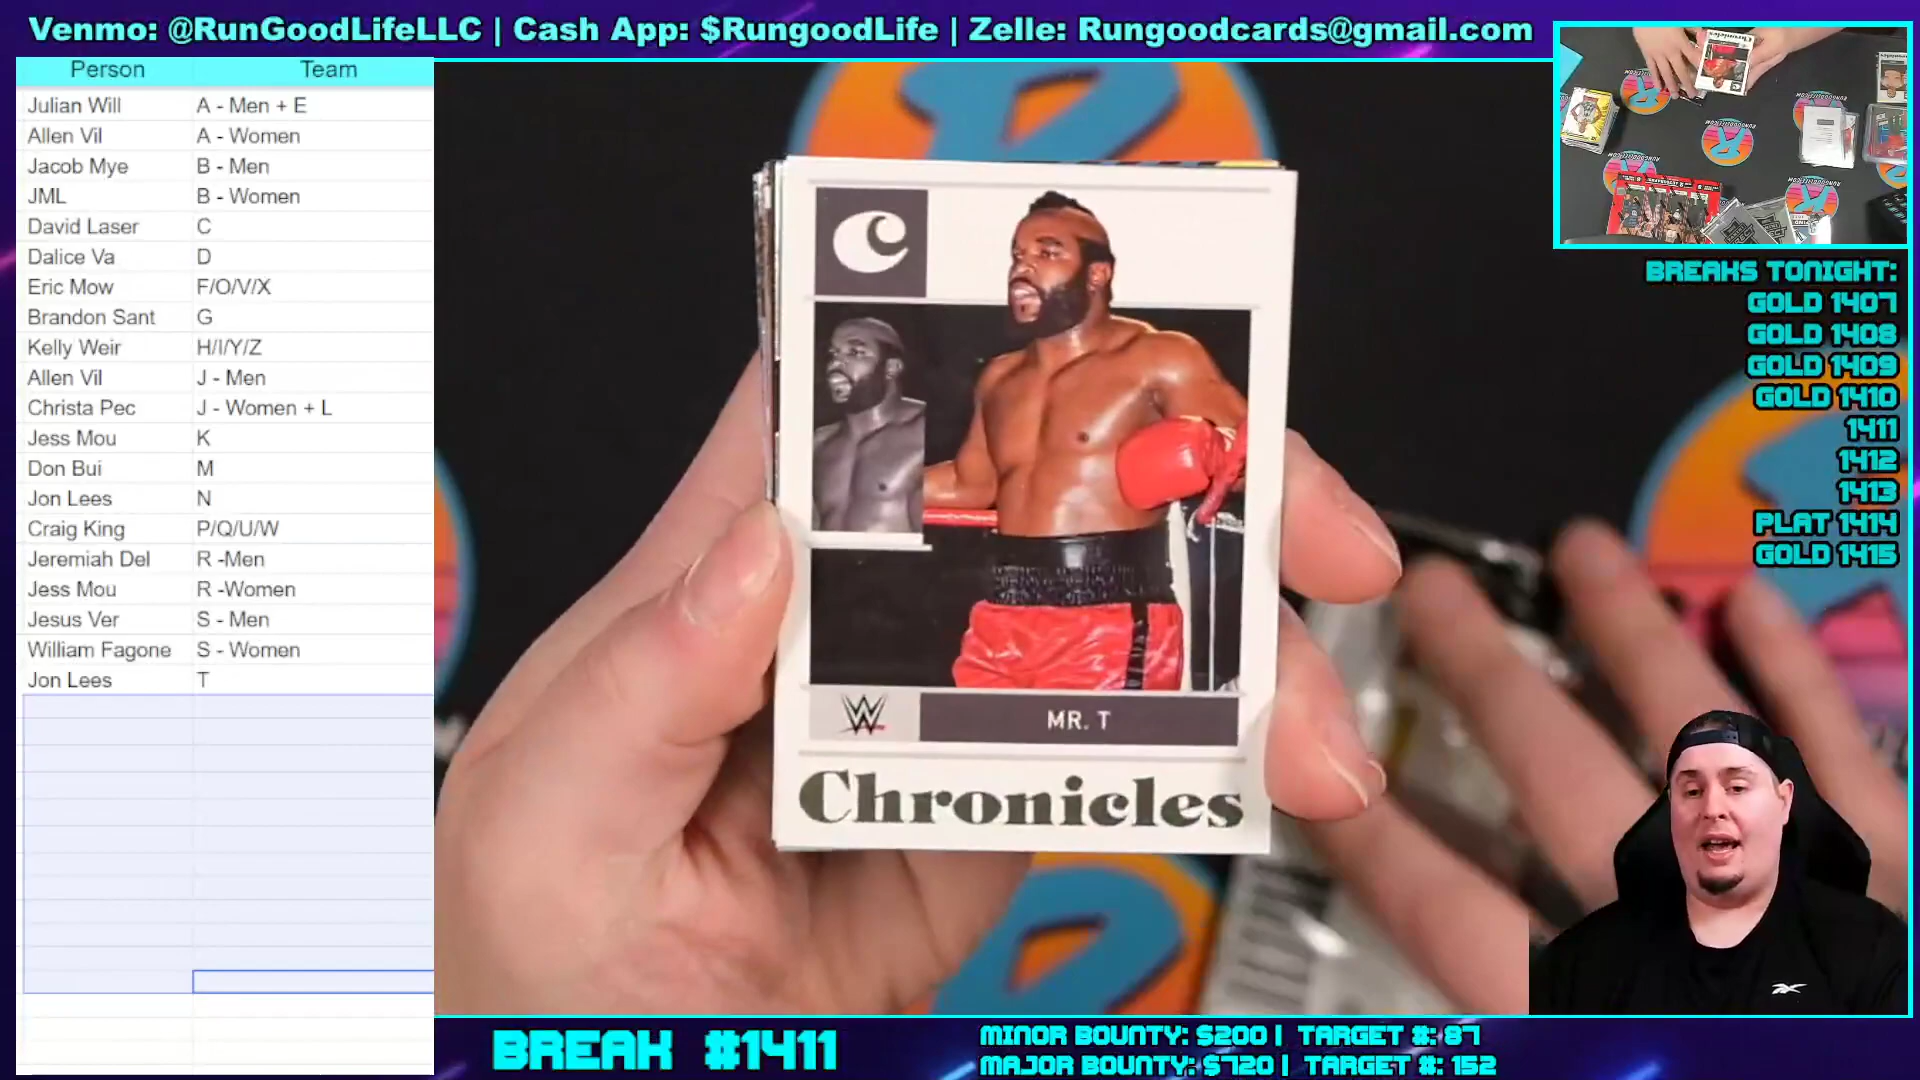 Venmo: @RunGoodLifeLLC | Cash App: $RungoodLife | Zelle: Rungoodcards@gmail.com
Person Team
Julian Will A - Men + E
Allen Vil A - Women
Jacob Mye B - Men
JML B - Women
David Laser C
Dalice Va D
Eric Mow F/O/V/X
Brandon Sant G
Kelly Weir H/I/Y/Z
Allen Vil J - Men
Christa Pec J - Women + L
Jess Mou K
Don Bui M
Jon Lees N
Craig King P/Q/U/W
Jeremiah Del R -Men
Jess Mou R -Women
Jesus Ver S - Men
William Fagone S - Women
Jon Lees T
C
W
MR. T
Chronicles
Chronicles
BREAKS TONIGHT:
GOLD 1407
GOLD 1408
GOLD 1409
GOLD 1410
1411
1412
1413
PLAT 1414
GOLD 1415
BREAK #1411
MINOR BOUNTY: $200 | TARGET #: 87
MAJOR BOUNTY: $720 | TARGET #: 152